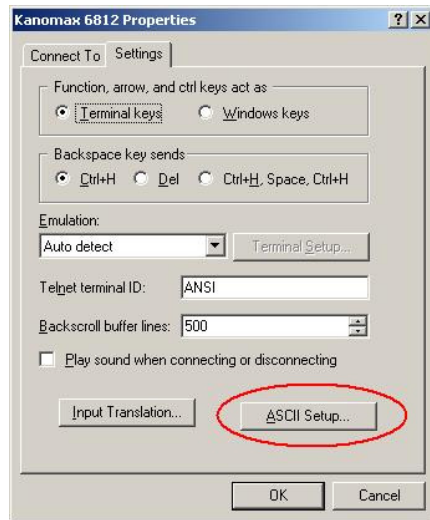 Kanomax 6812 Properties
Connect To Settings
Function, arrow, and ctrl keys act as
Terminal keys Windows keys
Backspace key sends
Ctrl+H Del Ctrl+H, Space, Ctrl+H
Emulation:
Auto detect Terminal Setup...
Telnet terminal ID: ANSI
Backscroll buffer lines: 500
Play sound when connecting or disconnecting
Input Translation... ASCII Setup...
OK Cancel